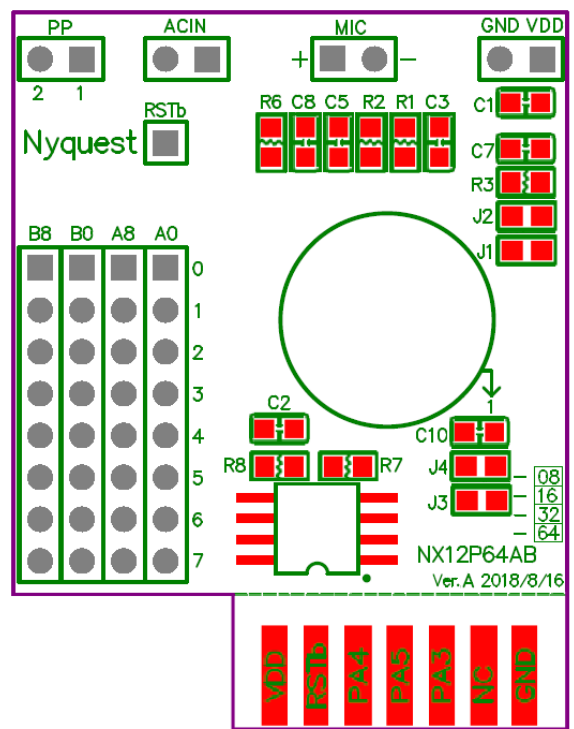 PP ACIN MIC GND VDD
+ −
2 1
RSTb
Nyquest
R6 C8 C5 R2 R1 C3
C1
C7
R3
J2
J1
B8 B0 A8 A0
0
1
2
3
4
5
6
7
1
C2
C10
R8 R7
J4
J3
08
16
32
64
NX12P64AB
Ver.A 2018/8/16
VDD RSTb PA4 PA5 PA3 NC GND